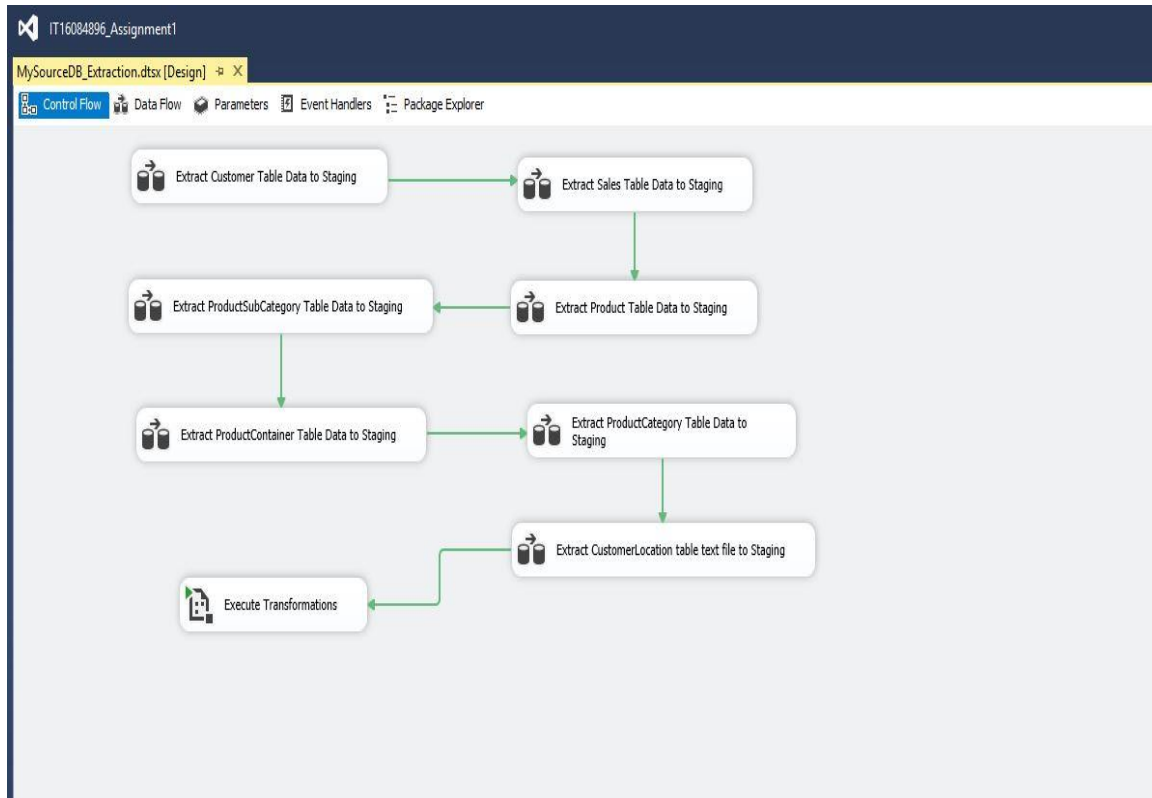 IT16084896_Assignment1
MySourceDB_Extraction.dtsx [Design]
Control Flow Data Flow Parameters Event Handlers Package Explorer
Extract Customer Table Data to Staging
Extract Sales Table Data to Staging
Extract ProductSubCategory Table Data to Staging
Extract Product Table Data to Staging
Extract ProductContainer Table Data to Staging
Extract ProductCategory Table Data to
Staging
Extract CustomerLocation table text file to Staging
Execute Transformations